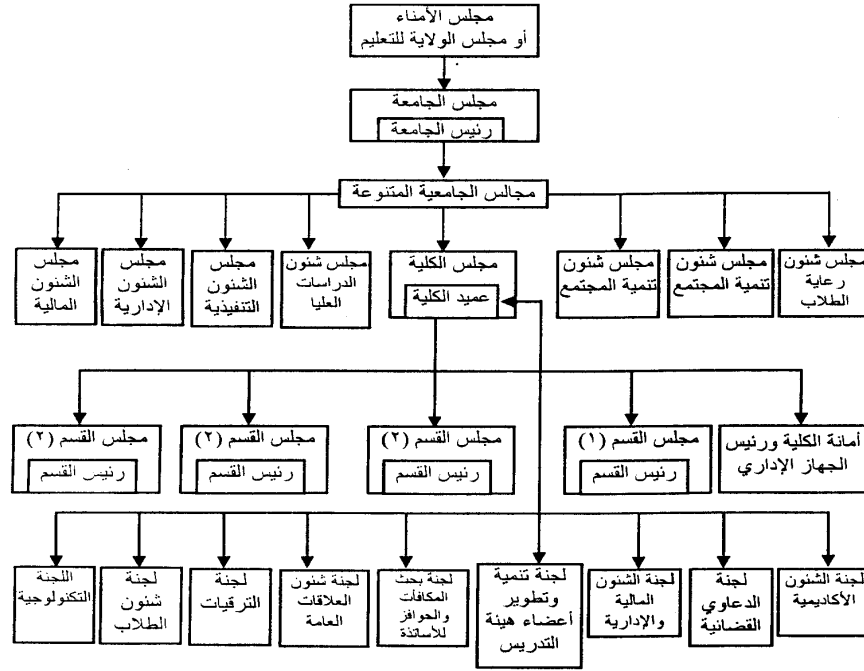 مجلس الأمناء
أو مجلس الولاية للتعليم
مجلس الجامعة
رئيس الجامعة
مجالس الجامعية المتنوعة
مجلس شئون
رعاية
الطلاب
مجلس شئون
تنمية المجتمع
مجلس شئون
تنمية المجتمع
مجلس الكلية
عميد الكلية
مجلس شئون
الدراسات
العليا
مجلس
الشئون
التنفيذية
مجلس
الشئون
الإدارية
مجلس
الشئون
المالية
أمانة الكلية ورئيس
الجهاز الإداري
مجلس القسم (١)
رئيس القسم
مجلس القسم (٢)
رئيس القسم
مجلس القسم (٢)
رئيس القسم
مجلس القسم (٢)
رئيس القسم
لجنة الشئون
الأكاديمية
لجنة
الدعاوي
القضائية
لجنة الشئون
المالية
والإدارية
لجنة تنمية
وتطوير
أعضاء هيئة
التدريس
لجنة بحث
المكافآت
والحوافز
للأساتذة
لجنة شئون
العلاقات
العامة
لجنة
الترقيات
لجنة
شئون
الطلاب
اللجنة
التكنولوجية